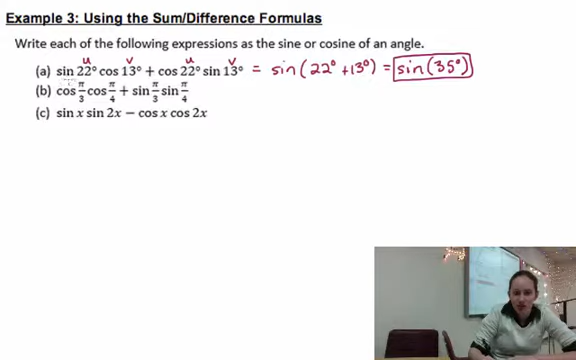 Example 3: Using the Sum/Difference Formulas
Write each of the following expressions as the sine or cosine of an angle.
u v u v
(a) sin 22° cos 13° + cos 22° sin 13° = sin(22° + 13°) = sin(35°)
(b) cos π/3 cos π/4 + sin π/3 sin π/4
(c) sin x sin 2x − cos x cos 2x